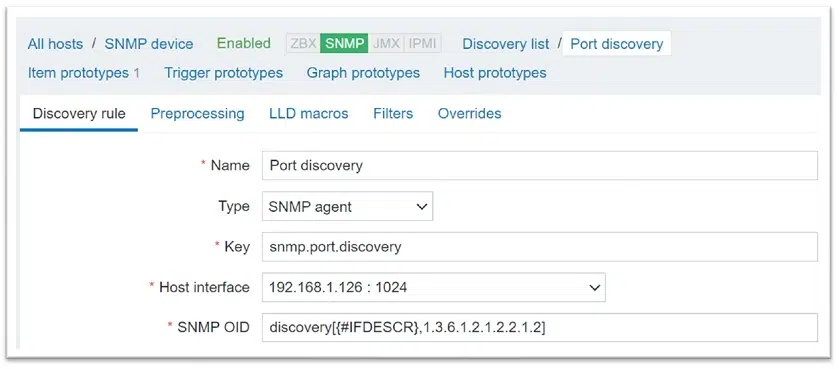 All hosts / SNMP device Enabled ZBX SNMP JMX IPMI Discovery list / Port discovery
Item prototypes 1 Trigger prototypes Graph prototypes Host prototypes
Discovery rule Preprocessing LLD macros Filters Overrides
* Name Port discovery
Type SNMP agent
* Key snmp.port.discovery
* Host interface 192.168.1.126 : 1024
* SNMP OID discovery[{#IFDESCR},1.3.6.1.2.1.2.2.1.2]